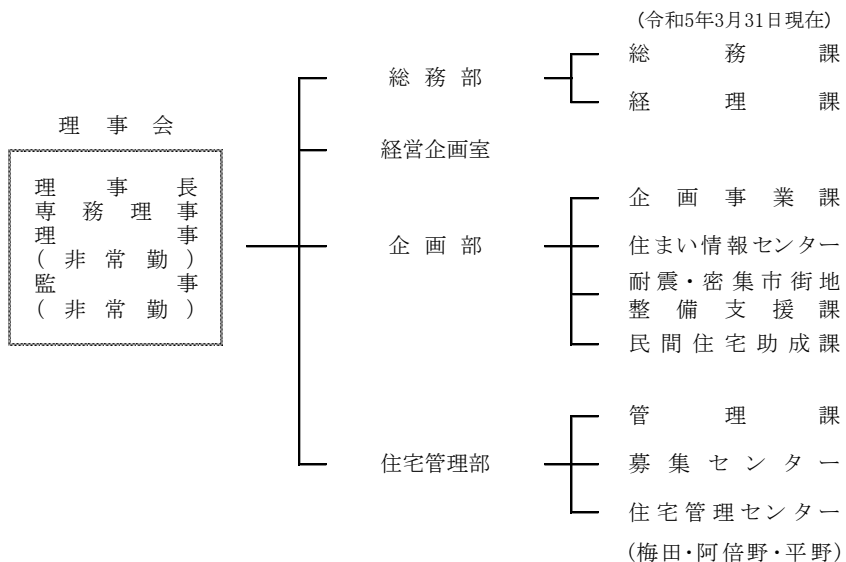 (令和5年3月31日現在)
理事会
理事長
専務理事
理事
(非常勤)
監事
(非常勤)
総務部
総務課
経理課
経営企画室
企画部
企画事業課
住まい情報センター
耐震・密集市街地
整備支援課
民間住宅助成課
住宅管理部
管理課
募集センター
住宅管理センター
(梅田・阿倍野・平野)